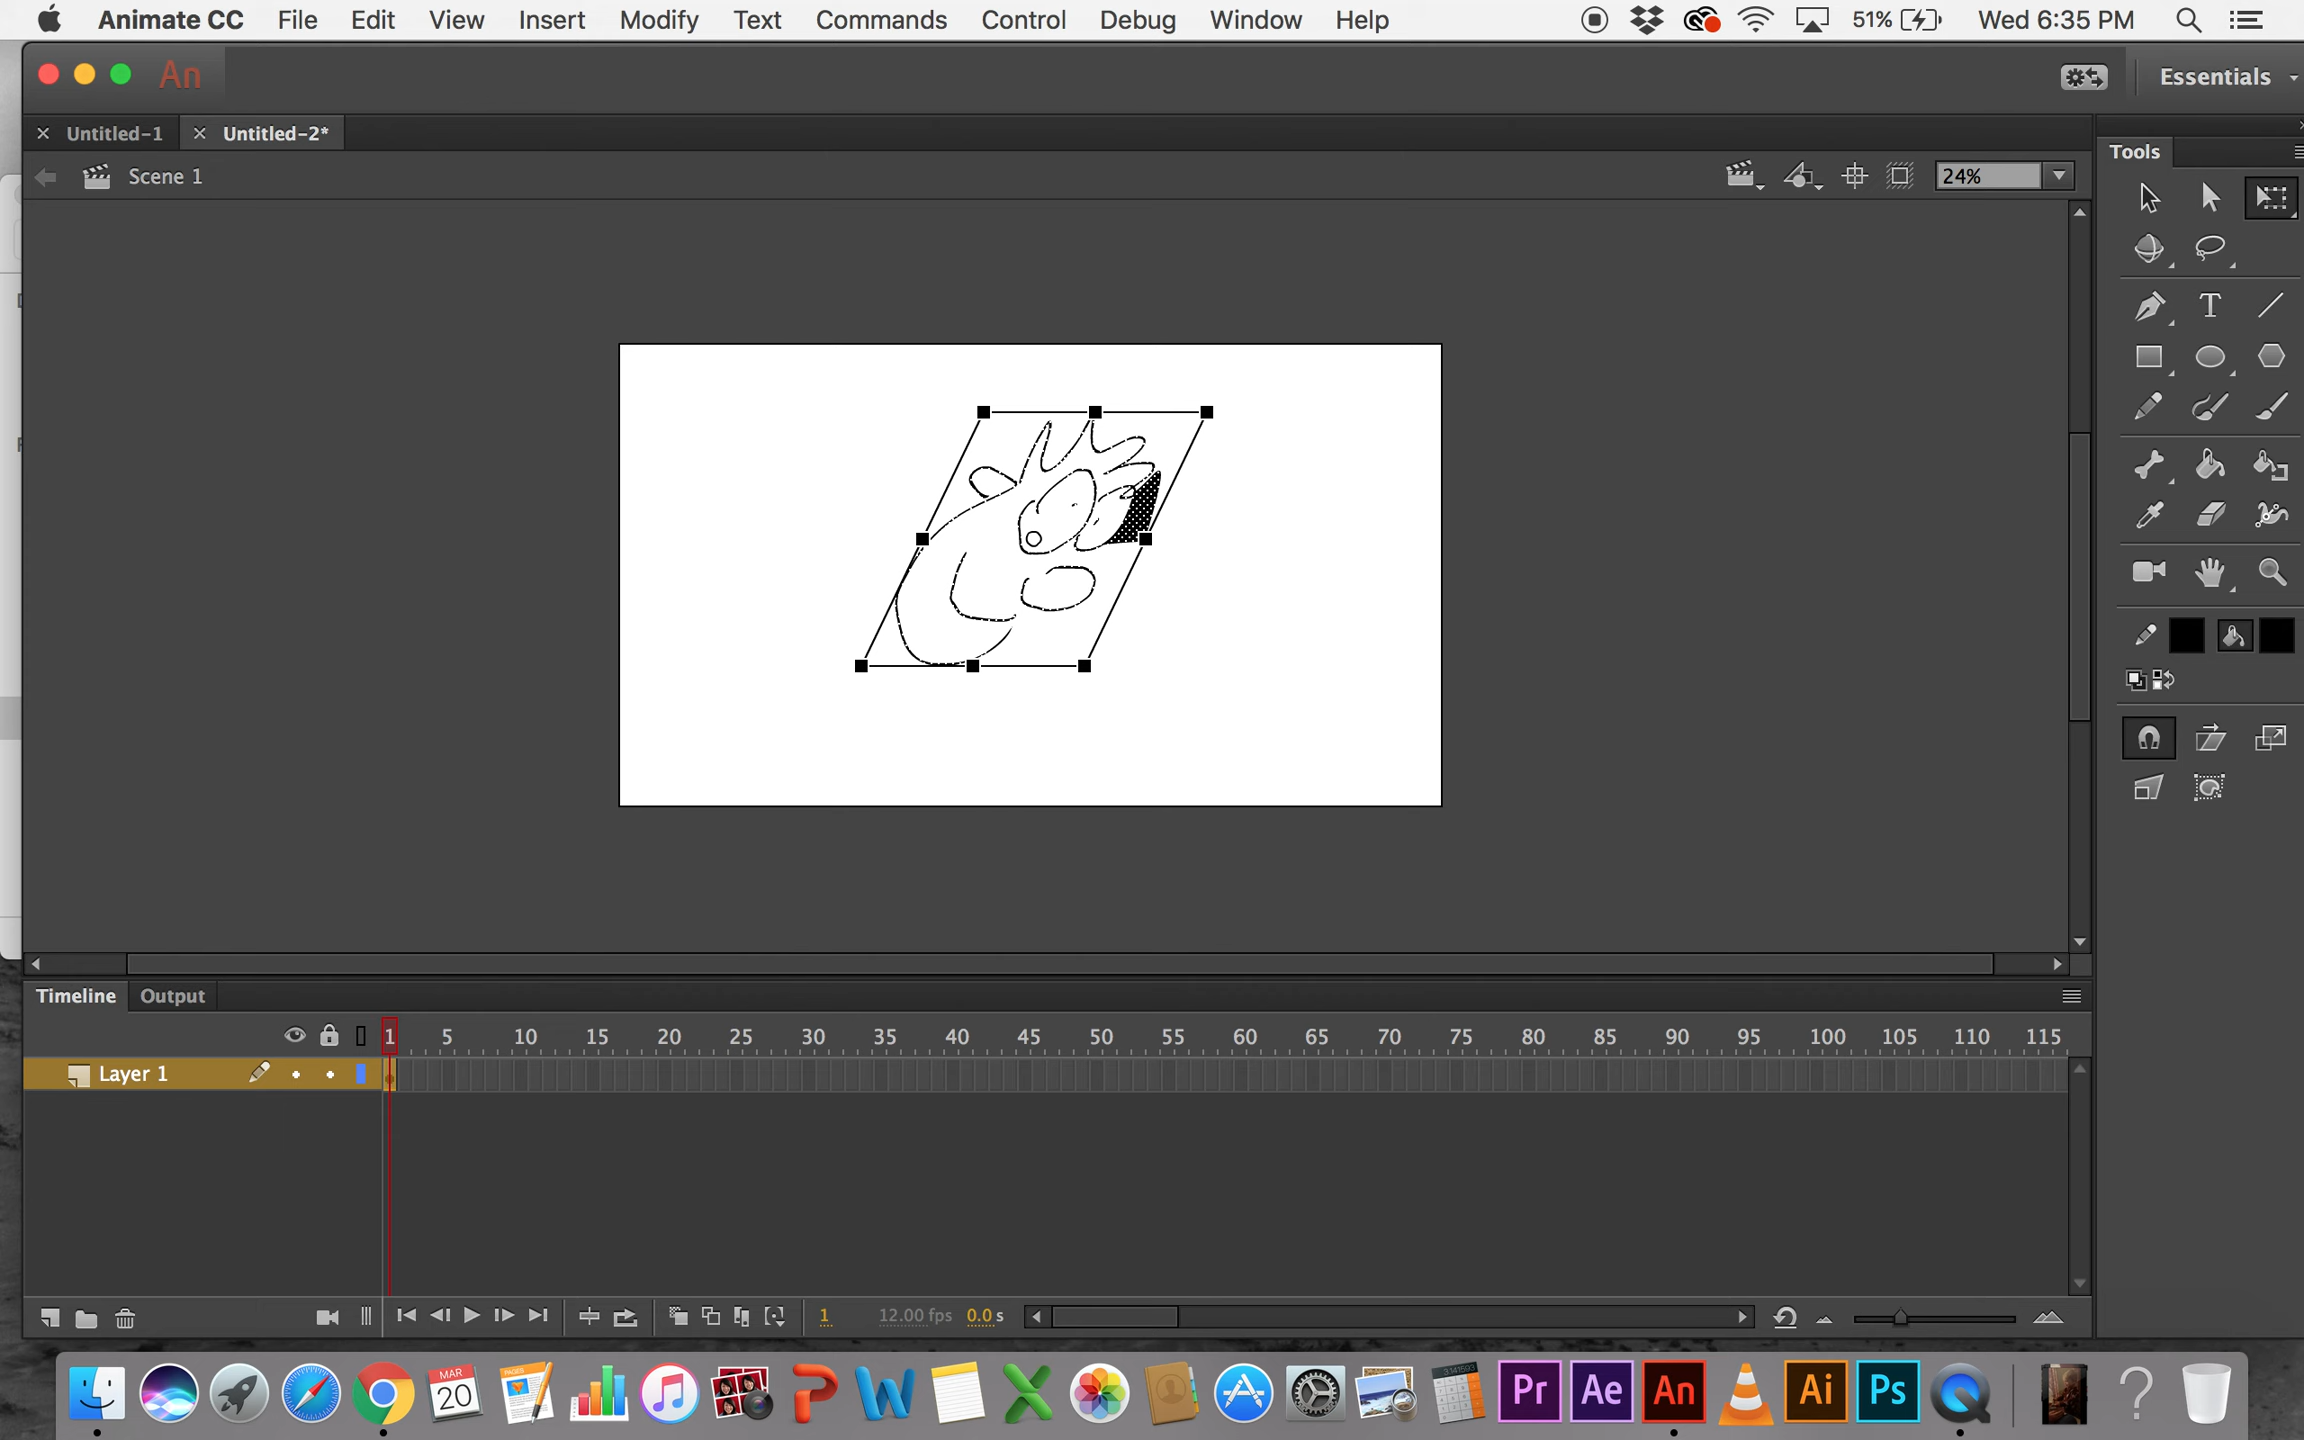 Animate CC File Edit View Insert Modify Text Commands Control Debug Window Help 51% Wed 6:35 PM
An Essentials
Untitled-1 Untitled-2*
Tools
Scene 1 24%
T
Timeline Output
1 5 10 15 20 25 30 35 40 45 50 55 60 65 70 75 80 85 90 95 100 105 110 115
Layer 1
1 12.00 fps 0.0 s
MAR
20
PAGES
P W X
3.141593
Pr Ae An Ai Ps
?